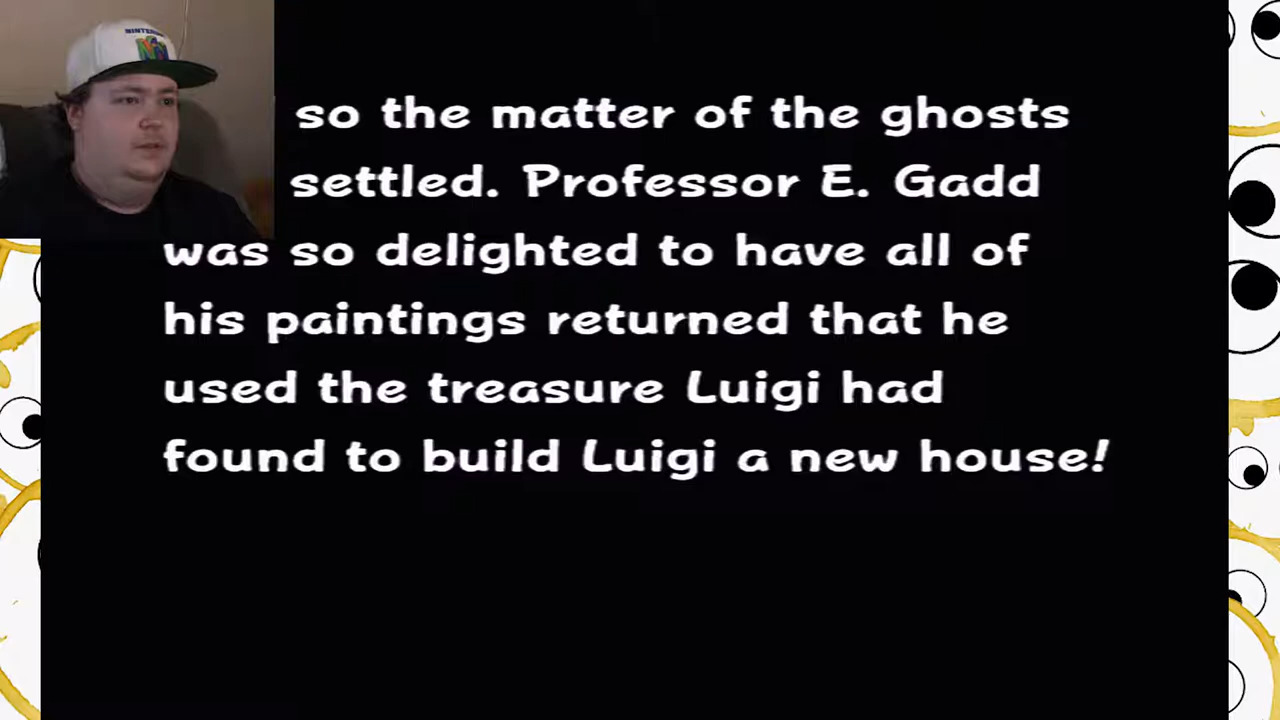 NINTENDO
so the matter of the ghosts
settled. Professor E. Gadd
was so delighted to have all of
his paintings returned that he
used the treasure Luigi had
found to build Luigi a new house!